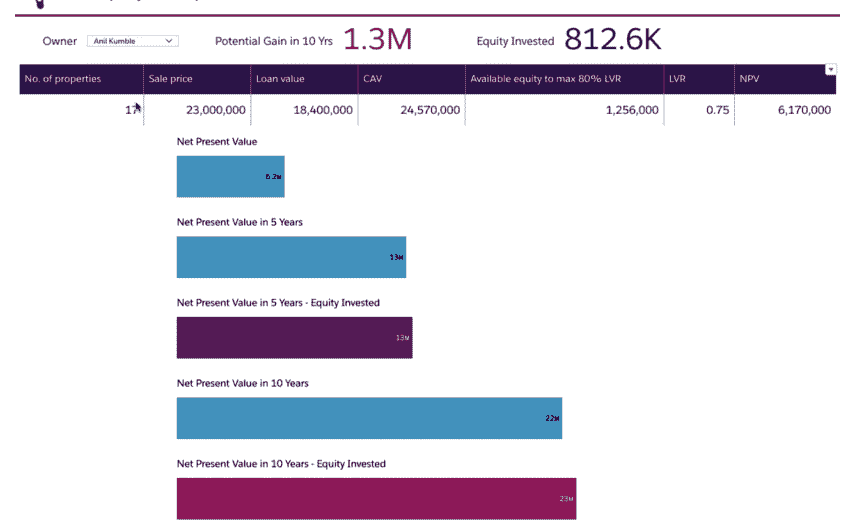 Owner Anil Kumble Potential Gain in 10 Yrs 1.3M Equity Invested 812.6K
No. of properties Sale price Loan value CAV Available equity to max 80% LVR LVR NPV
17 23,000,000 18,400,000 24,570,000 1,256,000 0.75 6,170,000
Net Present Value
6.2M
Net Present Value in 5 Years
13M
Net Present Value in 5 Years - Equity Invested
13M
Net Present Value in 10 Years
22M
Net Present Value in 10 Years - Equity Invested
23M